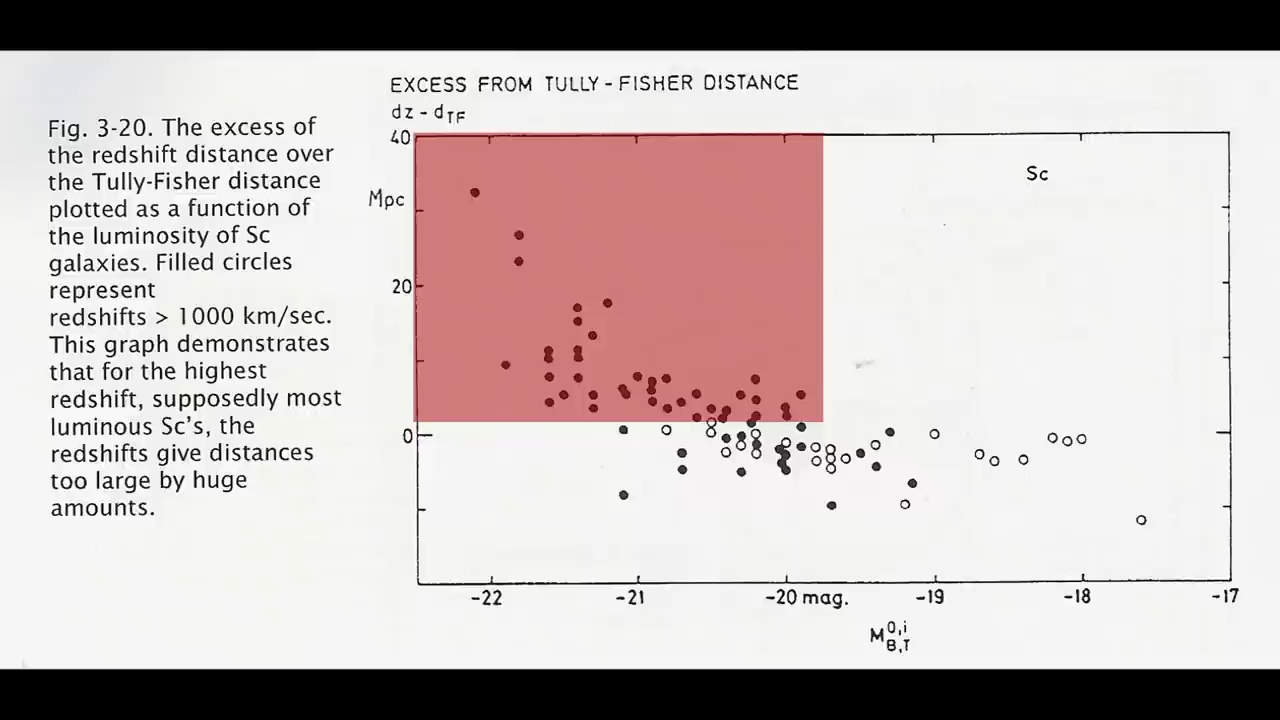 EXCESS FROM TULLY-FISHER DISTANCE
dz - dTF
Fig. 3-20. The excess of
the redshift distance over
the Tully-Fisher distance
plotted as a function of
the luminosity of Sc
galaxies. Filled circles
represent
redshifts > 1000 km/sec.
This graph demonstrates
that for the highest
redshift, supposedly most
luminous Sc's, the
redshifts give distances
too large by huge
amounts.
40
Mpc
20
0
Sc
-22 -21 -20 mag. -19 -18 -17
M0,i B,T